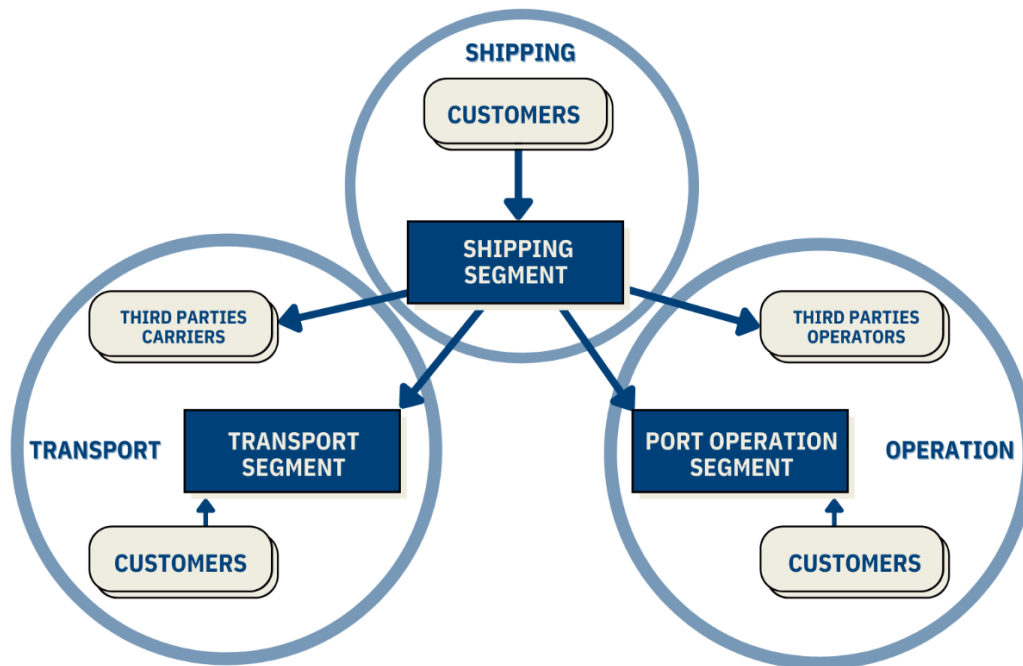 SHIPPING
CUSTOMERS
SHIPPING
SEGMENT
THIRD PARTIES
CARRIERS
THIRD PARTIES
OPERATORS
TRANSPORT
TRANSPORT
SEGMENT
PORT OPERATION
SEGMENT
OPERATION
CUSTOMERS
CUSTOMERS